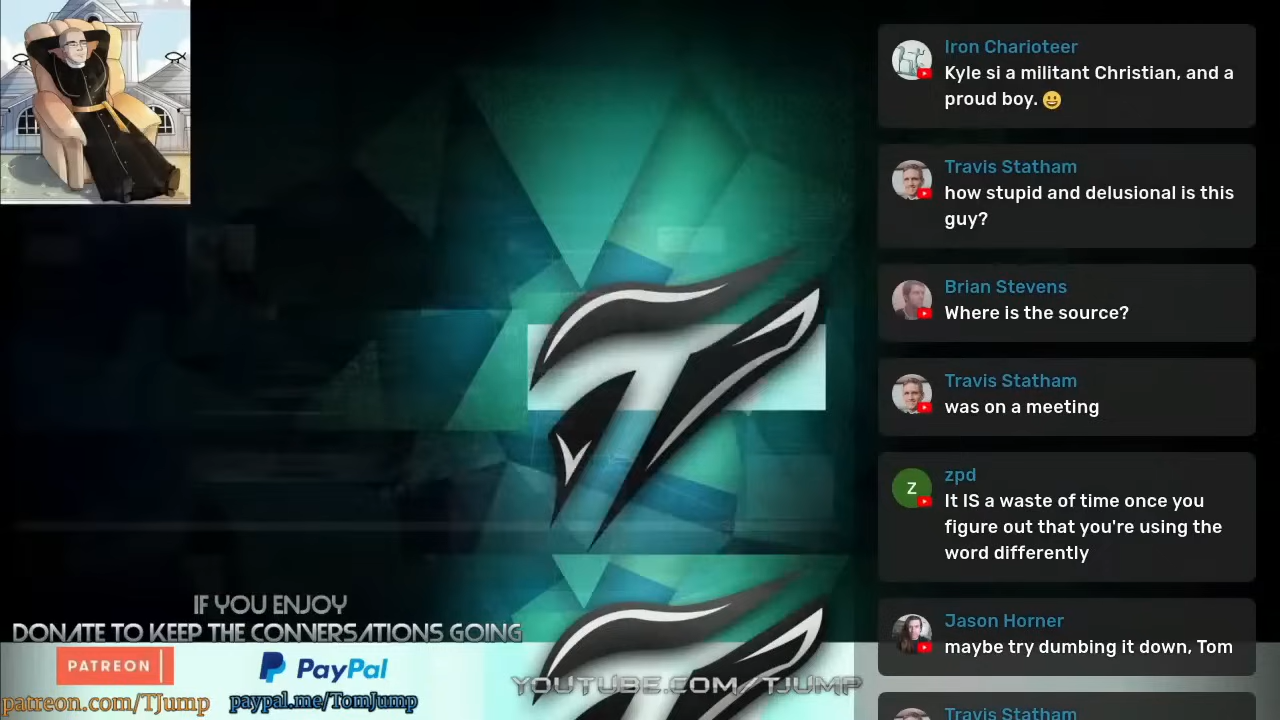 Iron Charioteer
Kyle si a militant Christian, and a
proud boy. 😀
Travis Statham
how stupid and delusional is this
guy?
Brian Stevens
Where is the source?
Travis Statham
was on a meeting
Z
zpd
It IS a waste of time once you
figure out that you're using the
word differently
Jason Horner
maybe try dumbing it down, Tom
Travis Statham
IF YOU ENJOY
DONATE TO KEEP THE CONVERSATIONS GOING
PATREON
PayPal
patreon.com/TJump
paypal.me/TomJump
YOUTUBE.COM/TJUMP